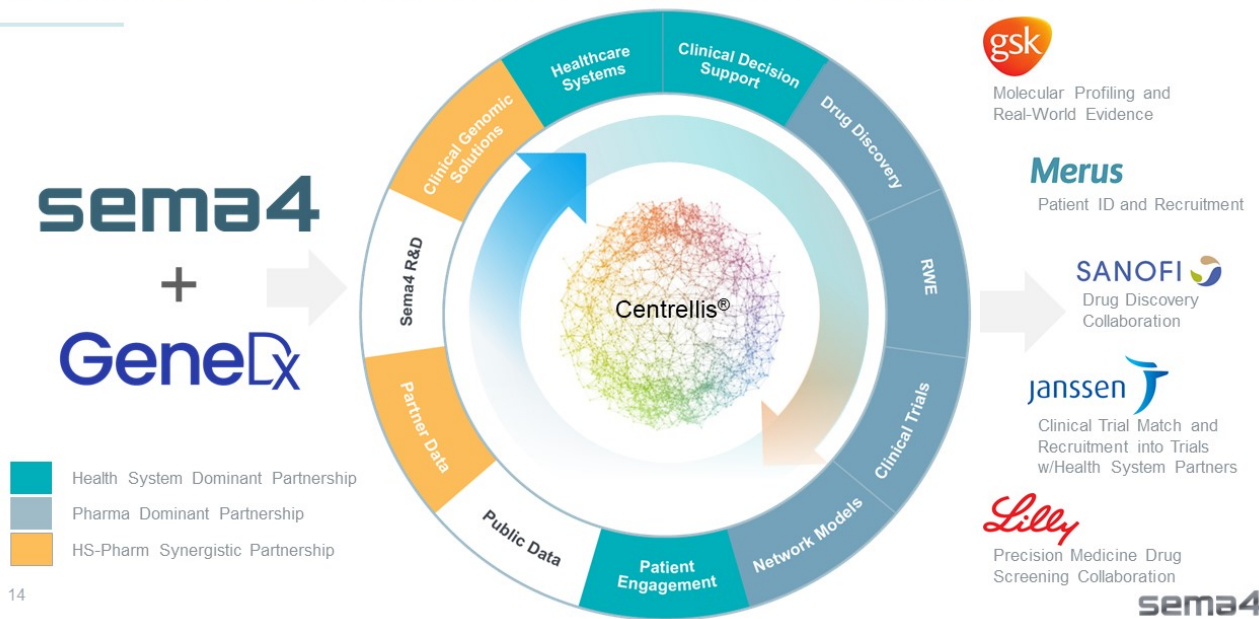 sema4
+
GeneDx
Health System Dominant Partnership
Pharma Dominant Partnership
HS-Pharm Synergistic Partnership
14
Healthcare
Systems
Clinical Decision
Support
Drug Discovery
RWE
Clinical Trials
Network Models
Patient
Engagement
Public Data
Partner Data
Sema4 R&D
Clinical Genomic
Solutions
Centrellis®
gsk
Molecular Profiling and
Real-World Evidence
Merus
Patient ID and Recruitment
SANOFI
Drug Discovery
Collaboration
janssen
Clinical Trial Match and
Recruitment into Trials
w/Health System Partners
Lilly
Precision Medicine Drug
Screening Collaboration
sema4